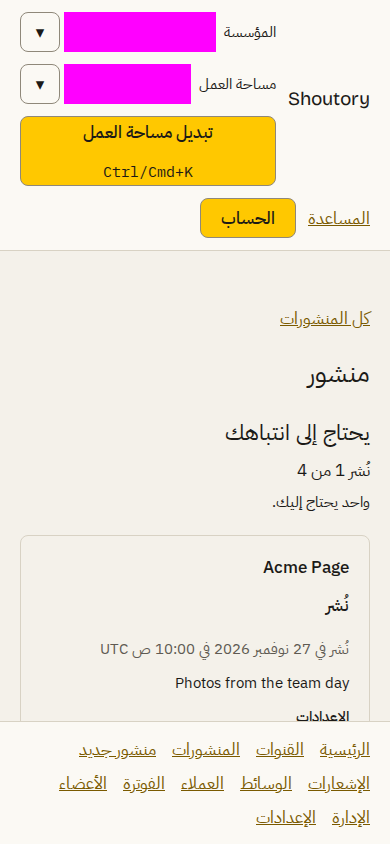 المؤسسة
▼
مساحة العمل
▼
Shoutory
تبديل مساحة العمل
Ctrl/Cmd+K
المساعدة
الحساب
كل المنشورات
منشور
يحتاج إلى انتباهك
نُشر 1 من 4
واحد يحتاج إليك.
Acme Page
نُشر
نُشر في 27 نوفمبر 2026 في 10:00 ص UTC
Photos from the team day
الإعدادات
الرئيسية القنوات المنشورات منشور جديد
الإشعارات الوسائط العملاء الفوترة الأعضاء
الإدارة الإعدادات